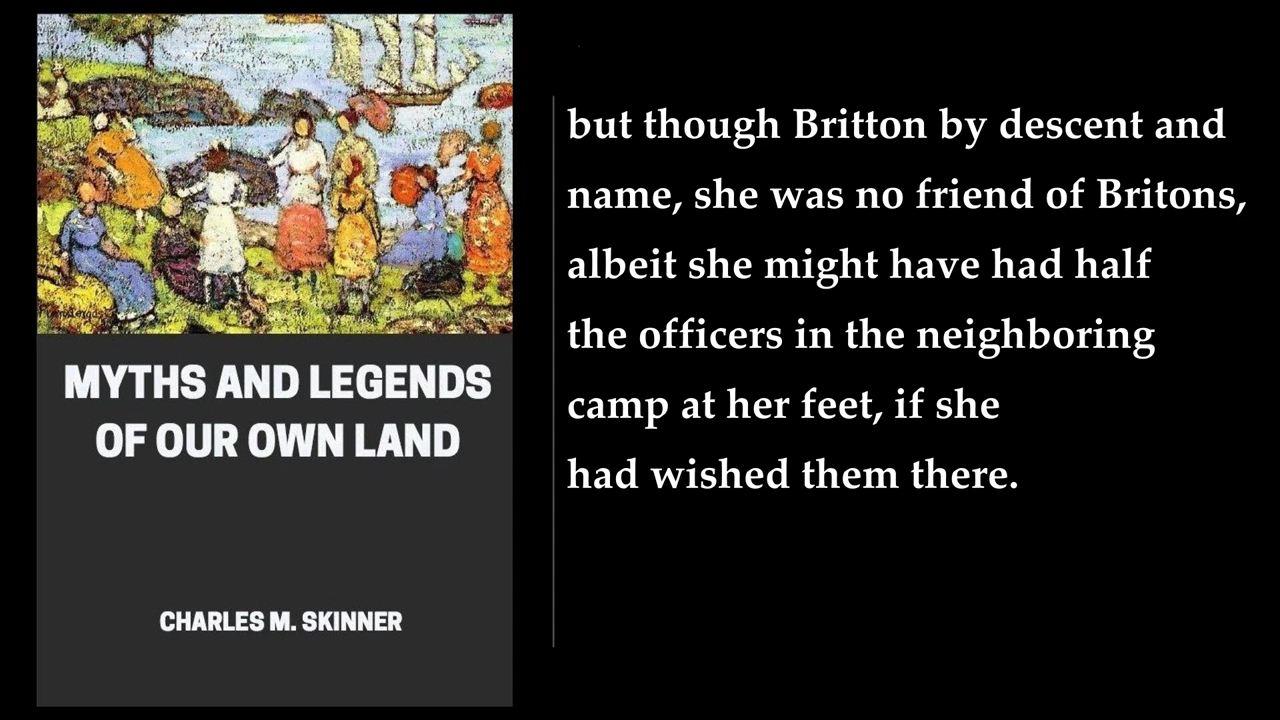 MYTHS AND LEGENDS
OF OUR OWN LAND
CHARLES M. SKINNER
but though Britton by descent and
name, she was no friend of Britons,
albeit she might have had half
the officers in the neighboring
camp at her feet, if she
had wished them there.